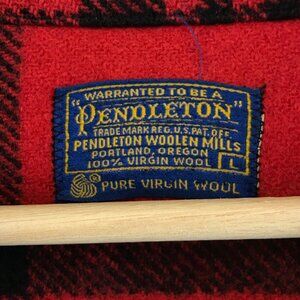 WARRANTED TO BE A
"PENDLETON"
TRADE MARK REG. U.S. PAT. OFF.
PENDLETON WOOLEN MILLS
PORTLAND, OREGON
100% VIRGIN WOOL L
PURE VIRGIN WOOL